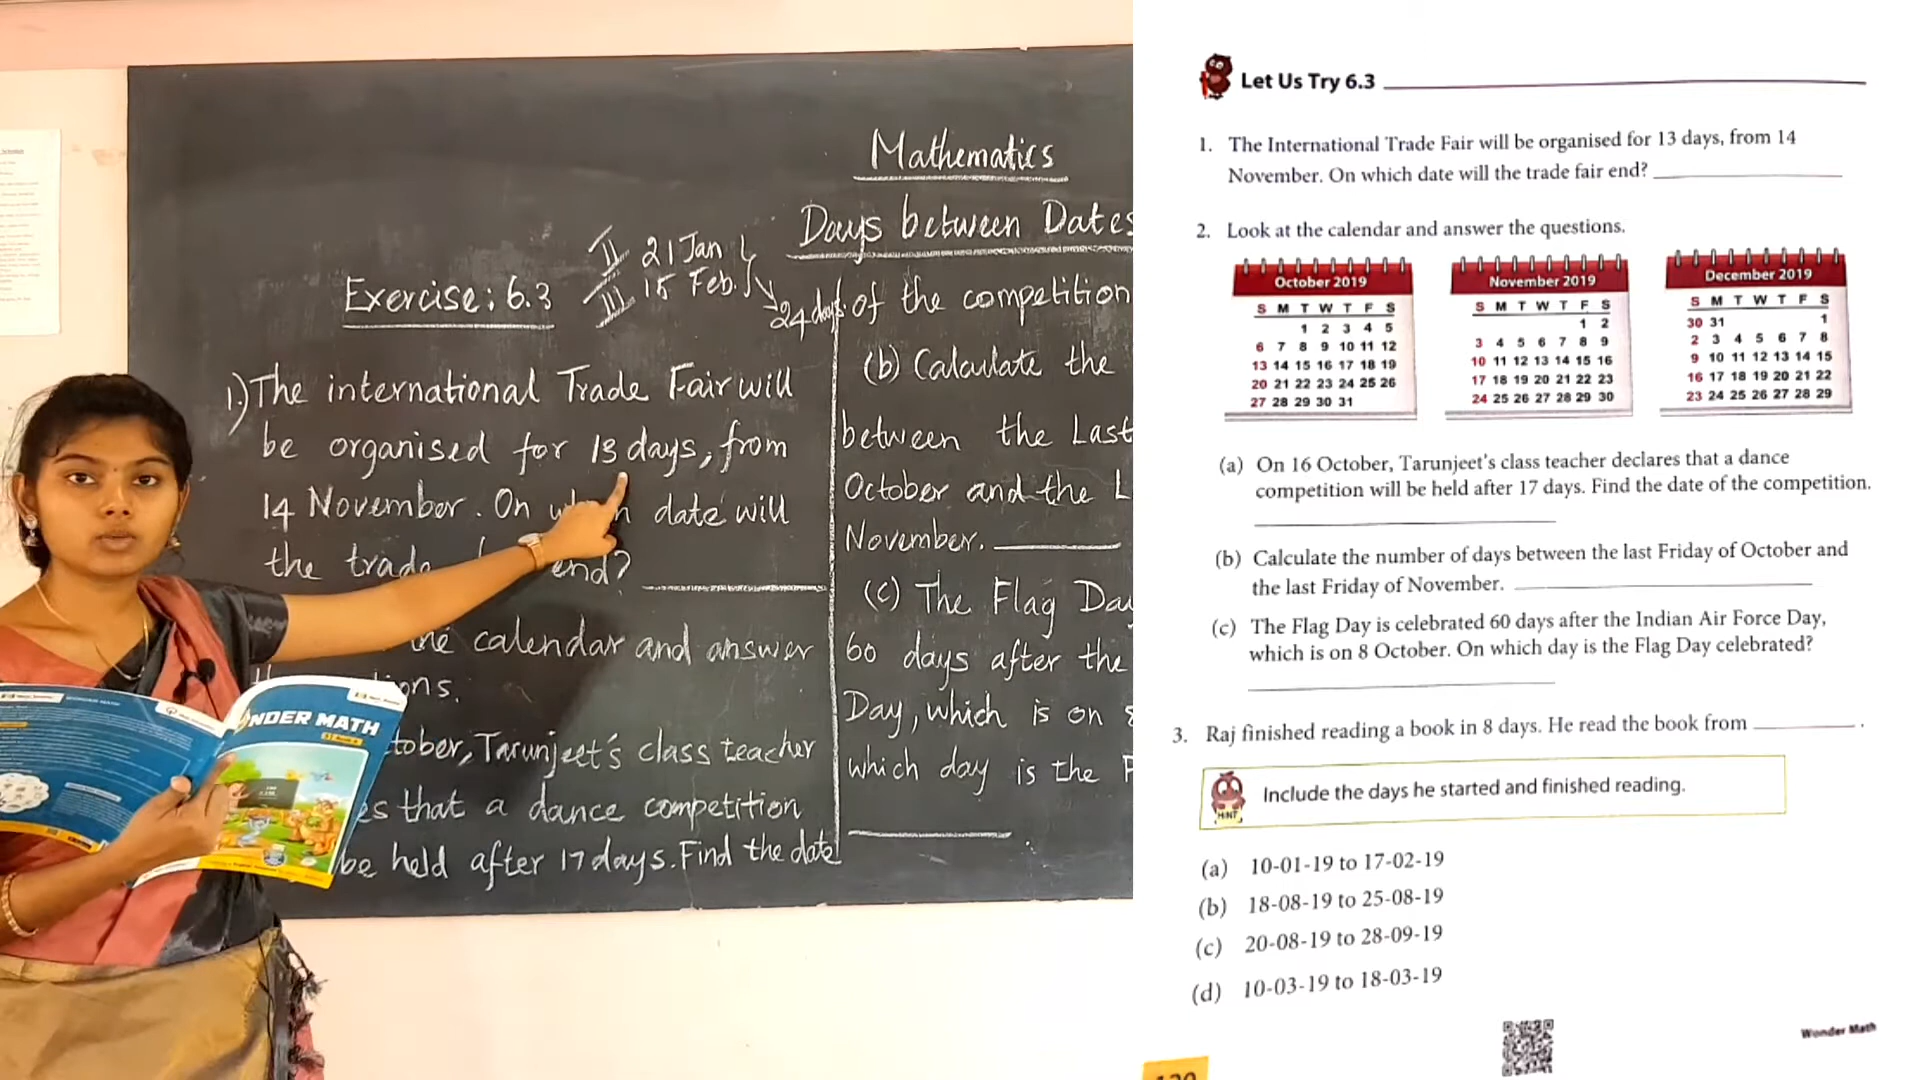 Mathematics
Days between Dates
II 21 Jan
III 15 Feb.
24 days
Exercise: 6.3
1.) The international Trade Fair will
be organised for 13 days, from
14 November. On which date will
the trade end?
the calendar and answer
ons.
tober, Tarunjeet's class teacher
es that a dance competition
be held after 17 days. Find the date
of the competition
(b) Calculate the
between the Last
October and the L
November.
(c) The Flag Day
60 days after the
Day, which is on 8
which day is the F
NDER MATH
Let Us Try 6.3
1. The International Trade Fair will be organised for 13 days, from 14
November. On which date will the trade fair end?
2. Look at the calendar and answer the questions.
October 2019
S M T W T F S
1 2 3 4 5
6 7 8 9 10 11 12
13 14 15 16 17 18 19
20 21 22 23 24 25 26
27 28 29 30 31
November 2019
S M T W T F S
1 2
3 4 5 6 7 8 9
10 11 12 13 14 15 16
17 18 19 20 21 22 23
24 25 26 27 28 29 30
December 2019
S M T W T F S
30 31 1
2 3 4 5 6 7 8
9 10 11 12 13 14 15
16 17 18 19 20 21 22
23 24 25 26 27 28 29
(a) On 16 October, Tarunjeet's class teacher declares that a dance
competition will be held after 17 days. Find the date of the competition.
(b) Calculate the number of days between the last Friday of October and
the last Friday of November.
(c) The Flag Day is celebrated 60 days after the Indian Air Force Day,
which is on 8 October. On which day is the Flag Day celebrated?
3. Raj finished reading a book in 8 days. He read the book from .
HINT
Include the days he started and finished reading.
(a) 10-01-19 to 17-02-19
(b) 18-08-19 to 25-08-19
(c) 20-08-19 to 28-09-19
(d) 10-03-19 to 18-03-19
Wonder Math